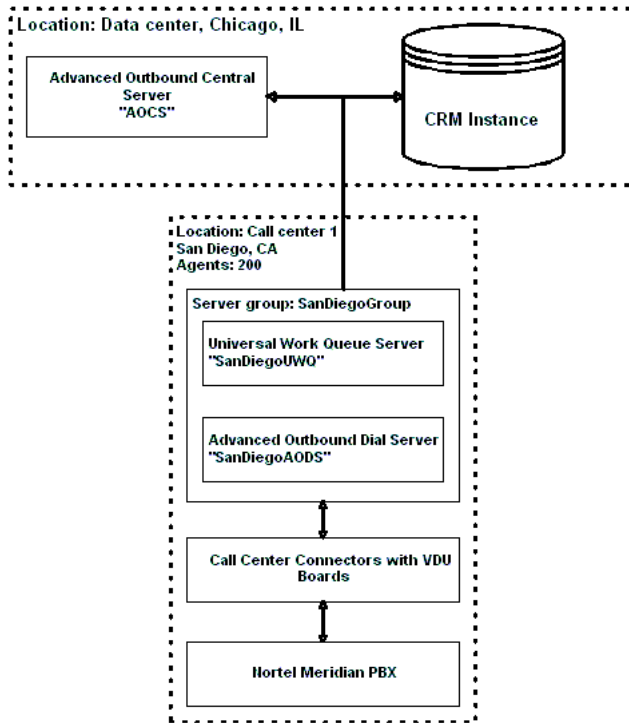 Location: Data center, Chicago, IL
Advanced Outbound Central
Server
"AOCS"
CRM Instance
Location: Call center 1
San Diego, CA
Agents: 200
Server group: SanDiegoGroup
Universal Work Queue Server
"SanDiegoUWQ"
Advanced Outbound Dial Server
"SanDiegoAODS"
Call Center Connectors with VDU
Boards
Nortel Meridian PBX